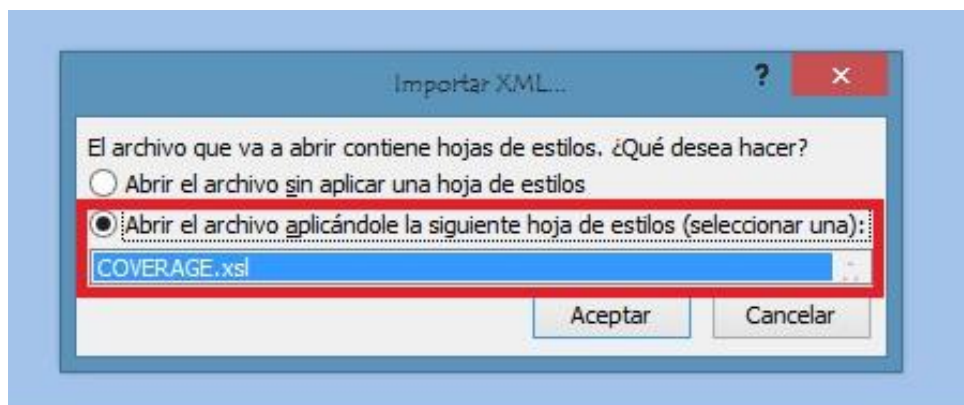 Importar XML...
?
×
El archivo que va a abrir contiene hojas de estilos. ¿Qué desea hacer?
Abrir el archivo sin aplicar una hoja de estilos
Abrir el archivo aplicándole la siguiente hoja de estilos (seleccionar una):
COVERAGE.xsl
Aceptar Cancelar